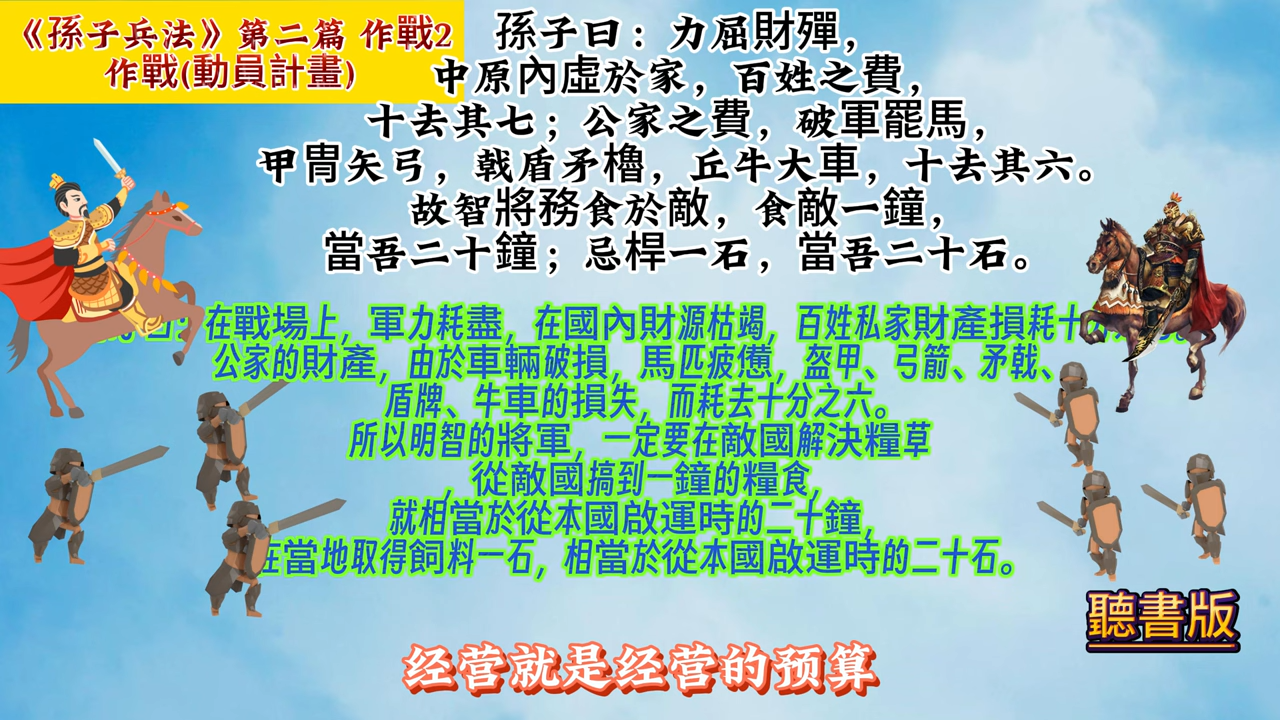 《孫子兵法》第二篇 作戰2
作戰(動員計畫)
孫子曰：力屈財殫，
中原內虛於家，百姓之費，
十去其七；公家之費，破軍罷馬，
甲冑矢弓，戟盾矛櫓，丘牛大車，十去其六。
故智將務食於敵，食敵一鐘，
當吾二十鐘；忌桿一石，當吾二十石。
在戰場上，軍力耗盡，在國內財源枯竭，百姓私家財產損耗十
公家的財產，由於車輛破損，馬匹疲憊，盔甲、弓箭、矛戟、
盾牌、牛車的損失，而耗去十分之六。
所以明智的將軍，一定要在敵國解決糧草
，從敵國搞到一鐘的糧食，
就相當於從本國啟運時的二十鐘，
在當地取得飼料一石，相當於從本國啟運時的二十石。
聽書版
经营就是经营的预算